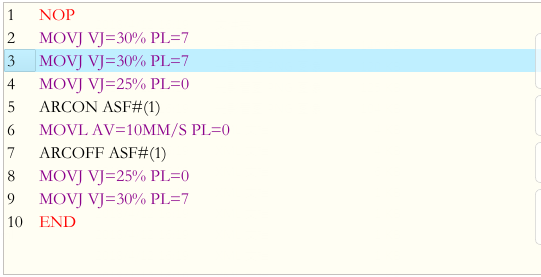 1 NOP
2 MOVJ VJ=30% PL=7
3 MOVJ VJ=30% PL=7
4 MOVJ VJ=25% PL=0
5 ARCON ASF#(1)
6 MOVL AV=10MM/S PL=0
7 ARCOFF ASF#(1)
8 MOVJ VJ=25% PL=0
9 MOVJ VJ=30% PL=7
10 END